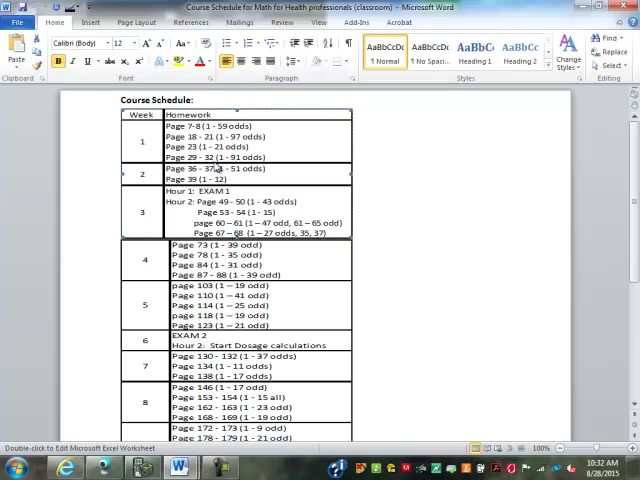 Course Schedule for Math for Health professionals (classroom) - Microsoft Word
File Home Insert Page Layout References Mailings Review View Add-Ins Acrobat
Paste
Clipboard
Calibri (Body) 12
B I U
Font
Paragraph
AaBbCcDc AaBbCcDc AaBbC AaBbCc
¶ Normal ¶ No Spaci... Heading 1 Heading 2
Change Styles
Styles
Find
Replace
Select
Editing
Course Schedule:
Week Homework
1
Page 7-8 (1 - 59 odds)
Page 18 - 21 (1 - 97 odds)
Page 23 (1 - 21 odds)
Page 29 - 32 (1 - 91 odds)
2
Page 36 - 37 (1 - 51 odds)
Page 39 (1 - 12)
3
Hour 1: EXAM 1
Hour 2: Page 49 - 50 (1 - 43 odds)
Page 53 - 54 (1 - 15)
page 60 – 61 (1 – 47 odd, 61 – 65 odd)
Page 67 – 68 (1 – 27 odds, 35, 37)
4
Page 73 (1 - 39 odd)
Page 78 (1 - 35 odd)
Page 84 (1 - 31 odd)
Page 87 - 88 (1 - 39 odd)
5
page 103 (1 – 19 odd)
Page 110 (1 – 41 odd)
Page 114 (1 – 25 odd)
page 118 (1 – 19 odd)
Page 123 (1 – 21 odd)
6
EXAM 2
Hour 2: Start Dosage calculations
7
Page 130 - 132 (1 - 37 odds)
Page 134 (1 - 11 odds)
Page 138 (1 - 17 odd)
8
Page 146 (1 - 17 odd)
Page 153 - 154 (1 - 15 all)
Page 162 - 163 (1 - 23 odd)
Page 168 - 169 (1 - 19 odd)
Page 172 - 173 (1 - 9 odd)
Page 178 - 179 (1 - 21 odd)
Double-click to Edit Microsoft Excel Worksheet
100%
10:32 AM
8/28/2015